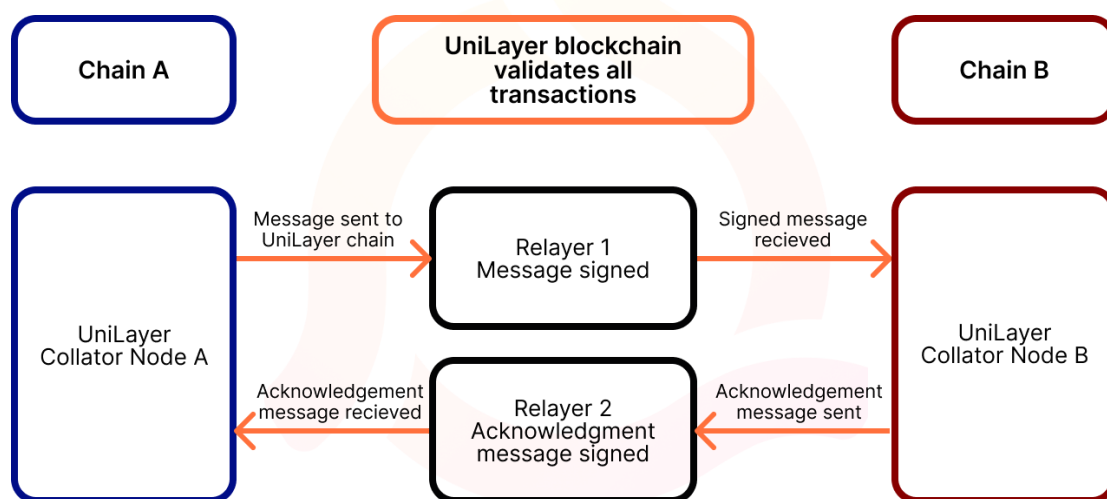 Chain A
UniLayer blockchain
validates all
transactions
Chain B
UniLayer
Collator Node A
Message sent to
UniLayer chain
Relayer 1
Message signed
Signed message
recieved
UniLayer
Collator Node B
Acknowledgement
message recieved
Relayer 2
Acknowledgment
message signed
Acknowledgement
message sent